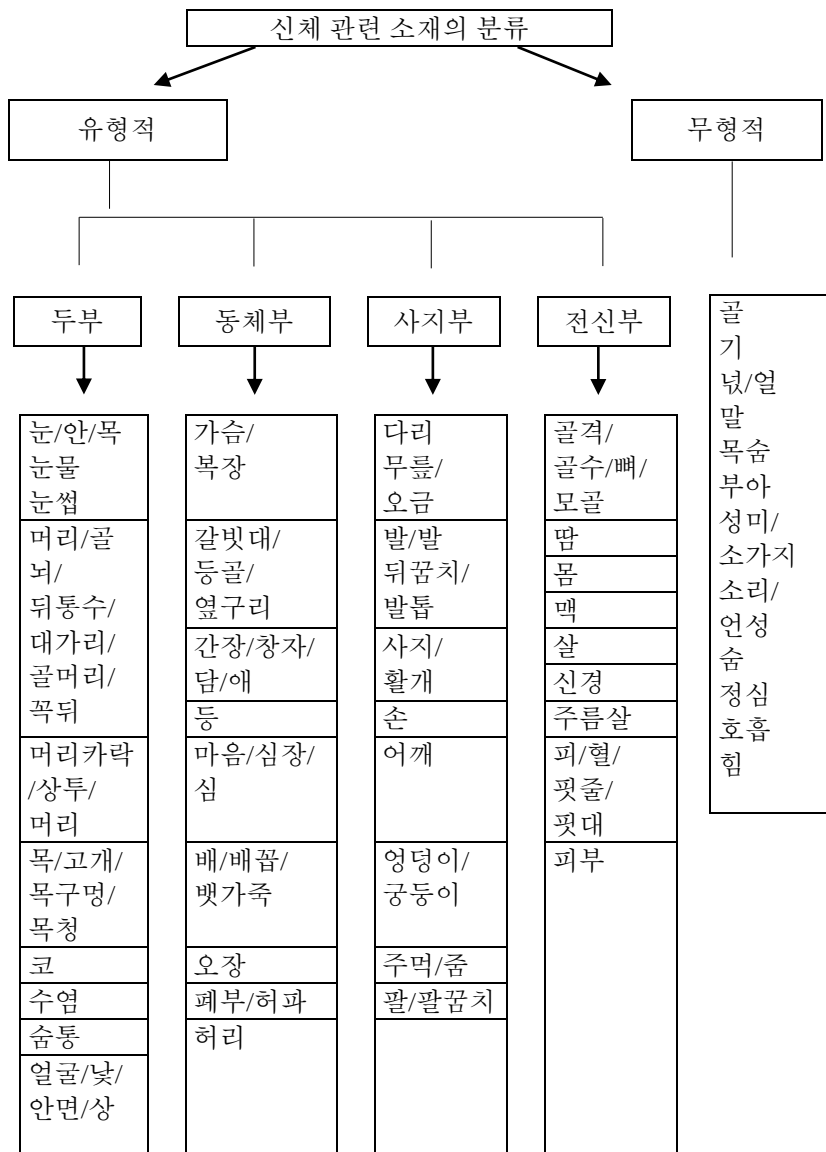 신체 관련 소재의 분류
유형적
무형적
두부
동체부
사지부
전신부
눈/안/목
눈물
눈썹
머리/골
뇌/
뒤통수/
대가리/
골머리/
꼭뒤
머리카락
/상투/
머리
목/고개/
목구멍/
목청
코
수염
숨통
얼굴/낯/
안면/상
가슴/
복장
갈빗대/
등골/
옆구리
간장/창자/
담/애
등
마음/심장/
심
배/배꼽/
뱃가죽
오장
폐부/허파
허리
다리
무릎/
오금
발/발
뒤꿈치/
발톱
사지/
활개
손
어깨
엉덩이/
궁둥이
주먹/줌
팔/팔꿈치
골격/
골수/뼈/
모골
땀
몸
맥
살
신경
주름살
피/혈/
핏줄/
핏대
피부
골
기
넋/얼
말
목숨
부아
성미/
소가지
소리/
언성
숨
정심
호흡
힘